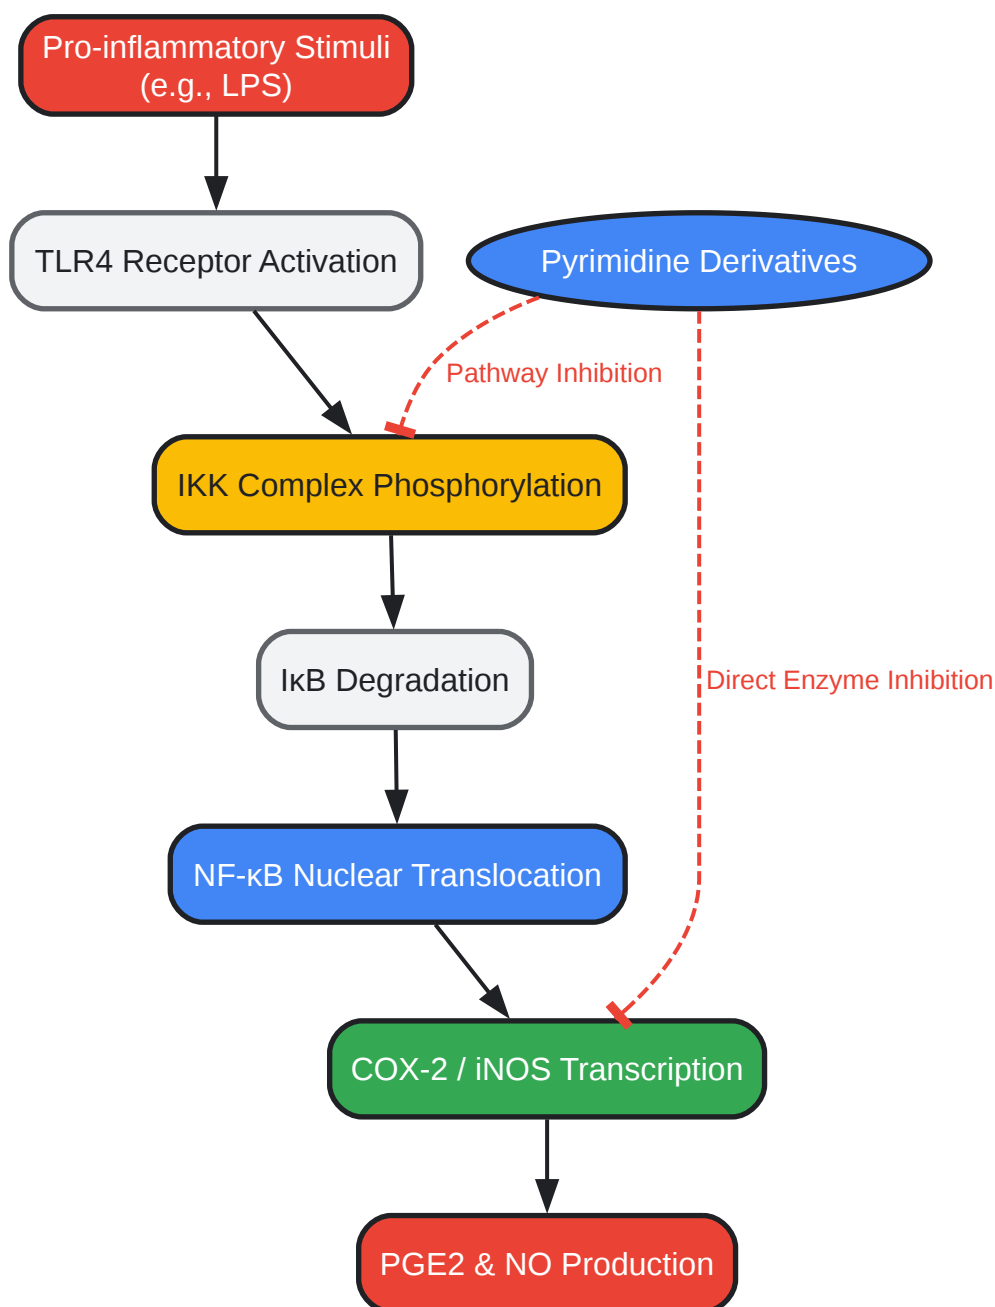 Pro-inflammatory Stimuli
(e.g., LPS)
TLR4 Receptor Activation
Pyrimidine Derivatives
Pathway Inhibition
IKK Complex Phosphorylation
IκB Degradation
Direct Enzyme Inhibition
NF-κB Nuclear Translocation
COX-2 / iNOS Transcription
PGE2 & NO Production